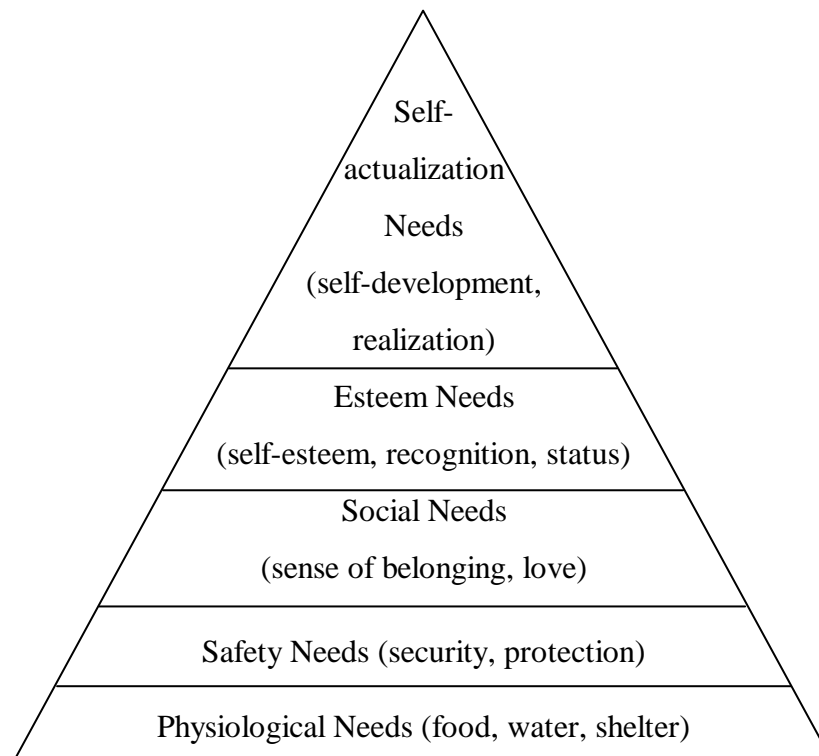 Self-
actualization
Needs
(self-development,
realization)
Esteem Needs
(self-esteem, recognition, status)
Social Needs
(sense of belonging, love)
Safety Needs (security, protection)
Physiological Needs (food, water, shelter)